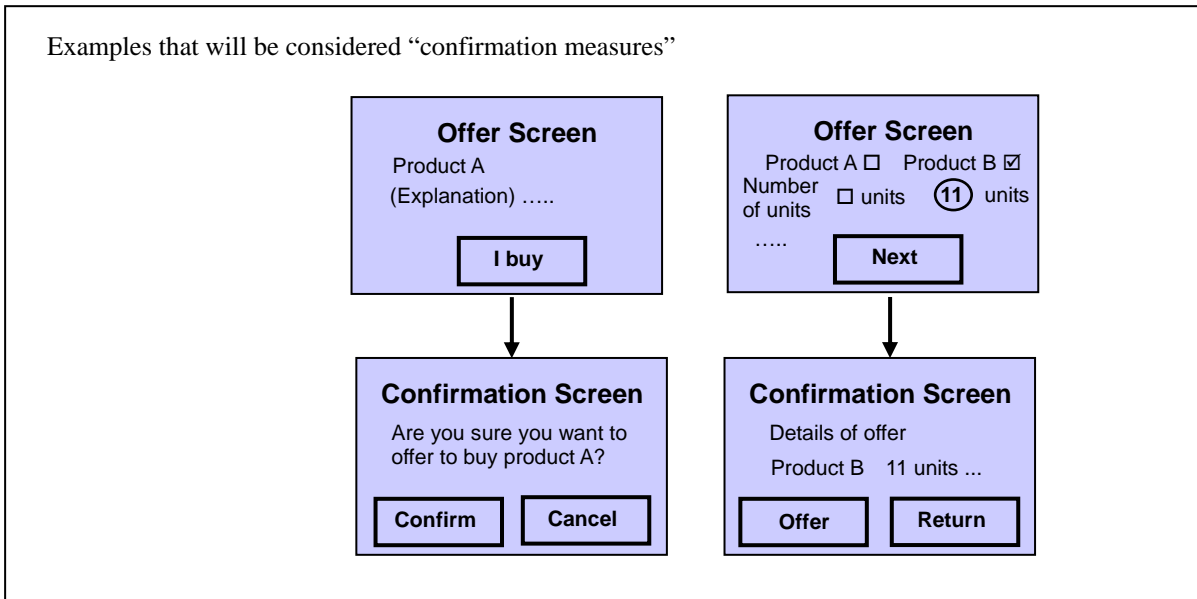 Examples that will be considered “confirmation measures”
Offer Screen
Product A
(Explanation) …..
I buy
Confirmation Screen
Are you sure you want to
offer to buy product A?
Confirm Cancel
Offer Screen
Product A ☐ Product B ☑
Number
of units ☐ units 11 units
…..
Next
Confirmation Screen
Details of offer
Product B 11 units ...
Offer Return